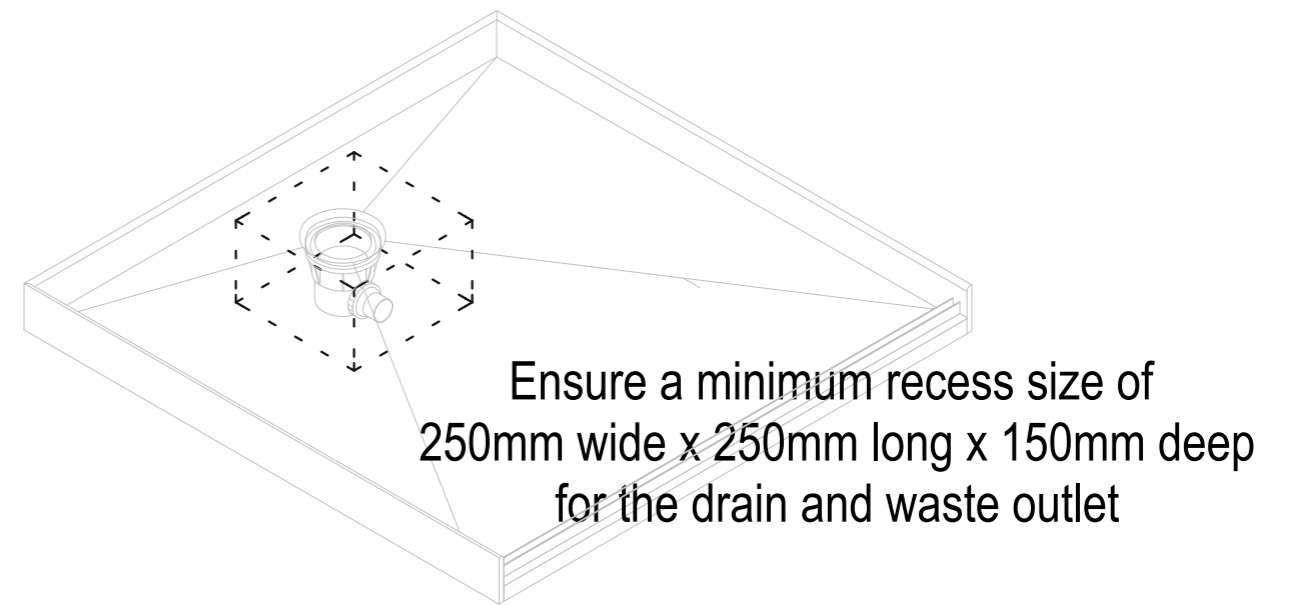 Ensure a minimum recess size of
250mm wide x 250mm long x 150mm deep
for the drain and waste outlet